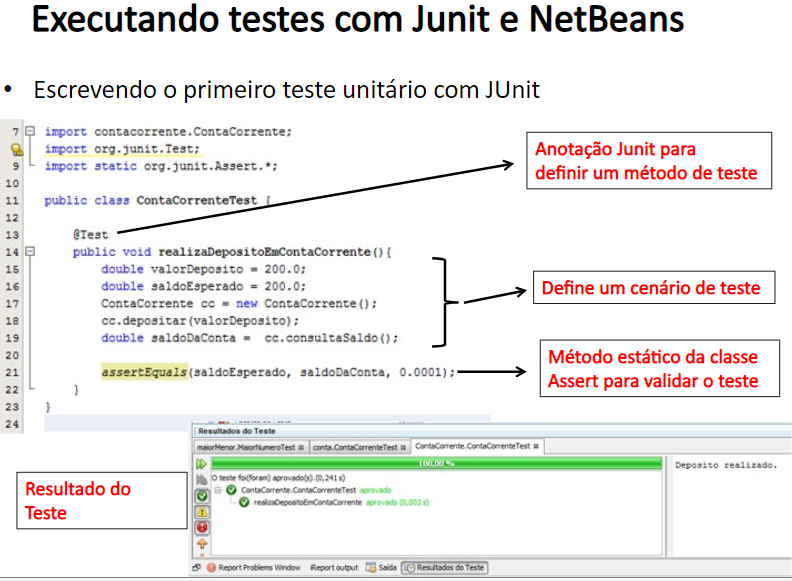 Executando testes com Junit e NetBeans
• Escrevendo o primeiro teste unitário com JUnit
7 import contacorrente.ContaCorrente;
import org.junit.Test;
9 import static org.junit.Assert.*;
10
11 public class ContaCorrenteTest {
12
13 @Test
14 public void realizaDepositoEmContaCorrente(){
15 double valorDeposito = 200.0;
16 double saldoEsperado = 200.0;
17 ContaCorrente cc = new ContaCorrente();
18 cc.depositar(valorDeposito);
19 double saldoDaConta = cc.consultaSaldo();
20
21 assertEquals(saldoEsperado, saldoDaConta, 0.0001);
22 }
23 }
24
Anotação Junit para
definir um método de teste
Define um cenário de teste
Método estático da classe
Assert para validar o teste
Resultado do
Teste
Resultados do Teste
maiorMenor.MaiorNumeroTest conta.ContaCorrenteTest ContaCorrente.ContaCorrenteTest
100,00 %
O teste foi(foram) aprovado(s).(0,241 s)
ContaCorrente.ContaCorrenteTest aprovado
realizaDepositoEmContaCorrente aprovado (0,003 s)
Deposito realizado.
Report Problems Window iReport output Saída Resultados do Teste